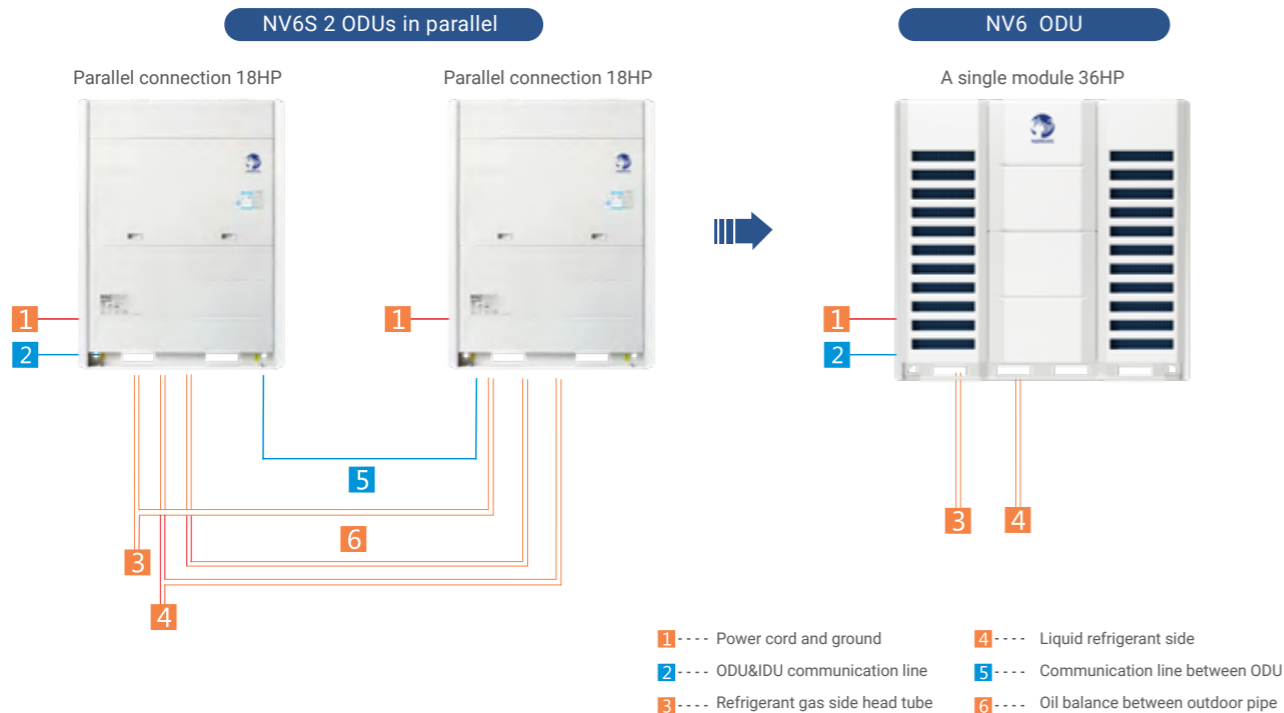 NV6S 2 ODUs in parallel
NV6 ODU
Parallel connection 18HP
Parallel connection 18HP
A single module 36HP
1
2
1
1
2
5
6
3
4
3
4
1 ---- Power cord and ground
2 ---- ODU&IDU communication line
3 ---- Refrigerant gas side head tube
4 ---- Liquid refrigerant side
5 ---- Communication line between ODU
6 ---- Oil balance between outdoor pipe